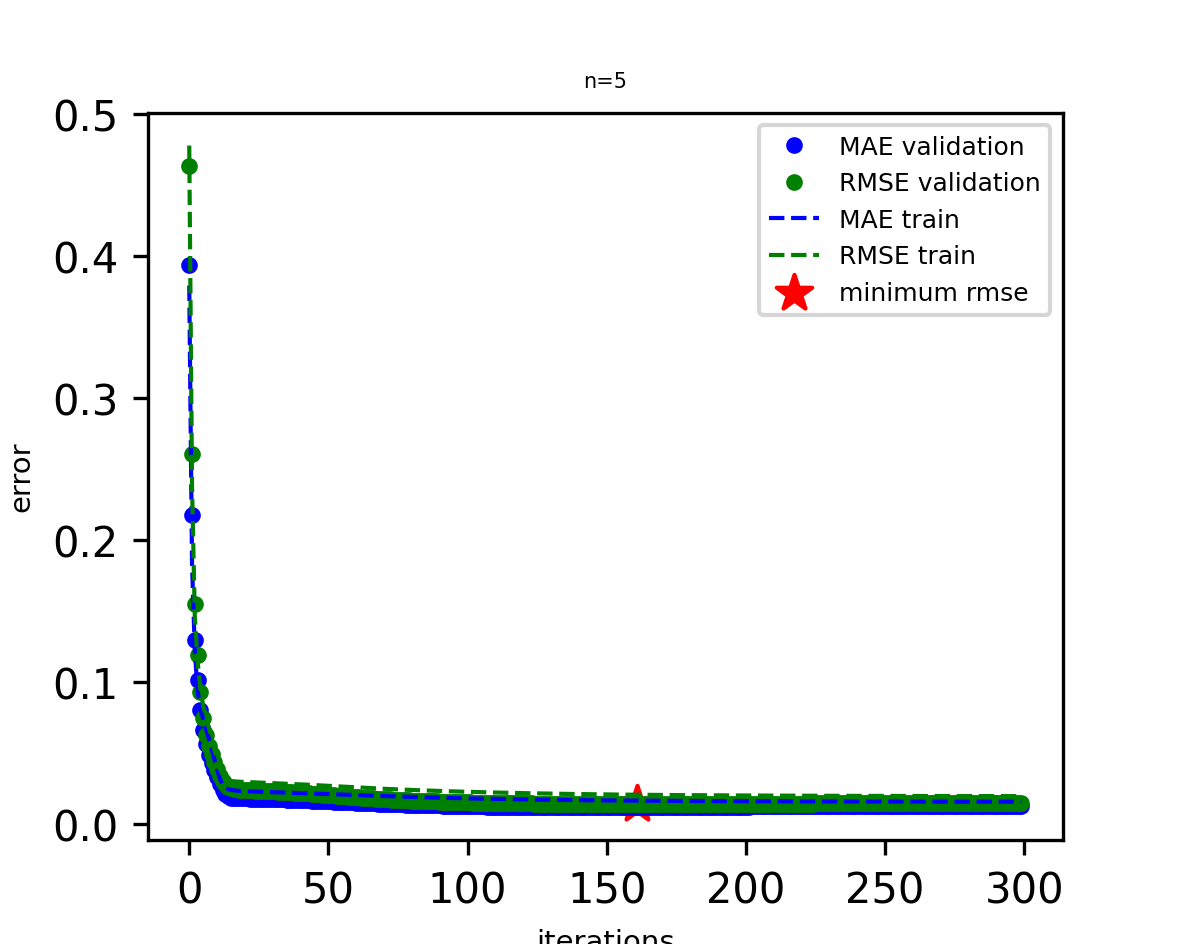 n=5
0.5
0.4
0.3
0.2
0.1
0.0
error
MAE validation
RMSE validation
MAE train
RMSE train
minimum rmse
0 50 100 150 200 250 300
iterations